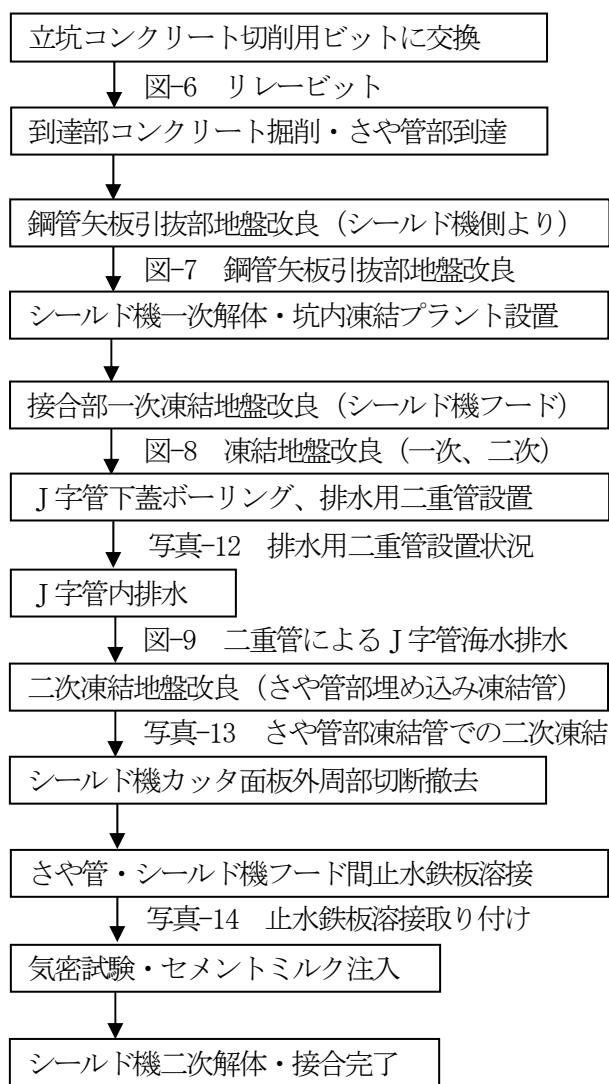 立坑コンクリート切削用ビットに交換
図-6 リレービット
到達部コンクリート掘削・さや管部到達
鋼管矢板引抜部地盤改良（シールド機側より）
図-7 鋼管矢板引抜部地盤改良
シールド機一次解体・坑内凍結プラント設置
接合部一次凍結地盤改良（シールド機フード）
図-8 凍結地盤改良（一次、二次）
J字管下蓋ボーリング、排水用二重管設置
写真-12 排水用二重管設置状況
J字管内排水
図-9 二重管によるJ字管海水排水
二次凍結地盤改良（さや管部埋め込み凍結管）
写真-13 さや管部凍結管での二次凍結
シールド機カッタ面板外周部切断撤去
さや管・シールド機フード間止水鉄板溶接
写真-14 止水鉄板溶接取り付け
気密試験・セメントミルク注入
シールド機二次解体・接合完了